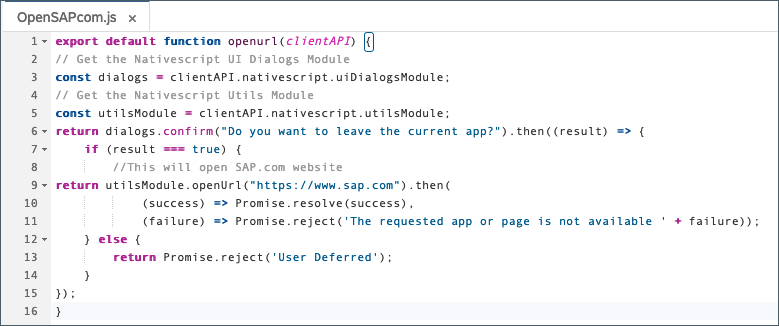 OpenSAPcom.js ×
1 export default function openurl(clientAPI) {
2 // Get the Nativescript UI Dialogs Module
3 const dialogs = clientAPI.nativescript.uiDialogsModule;
4 // Get the Nativescript Utils Module
5 const utilsModule = clientAPI.nativescript.utilsModule;
6 return dialogs.confirm("Do you want to leave the current app?").then((result) => {
7     if (result === true) {
8         //This will open SAP.com website
9 return utilsModule.openUrl("https://www.sap.com").then(
10             (success) => Promise.resolve(success),
11             (failure) => Promise.reject('The requested app or page is not available ' + failure));
12     } else {
13         return Promise.reject('User Deferred');
14     }
15 });
16 }